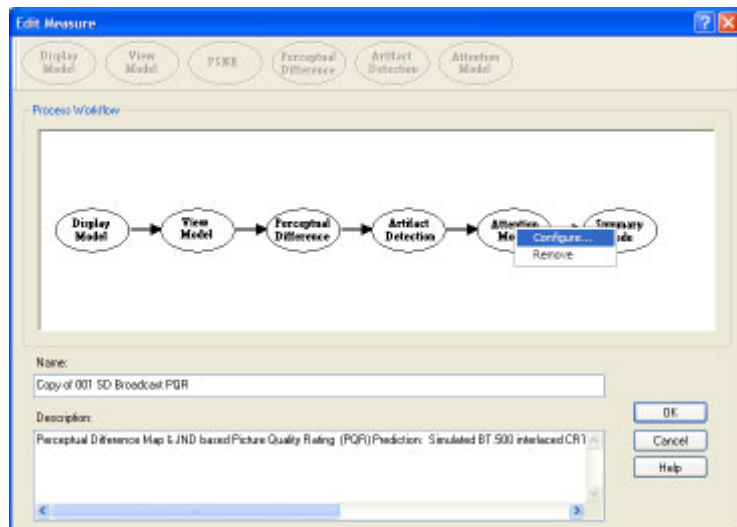 Edit Measure
Display Model
View Model
PSNR
Perceptual Difference
Artifact Detection
Attention Model
Process Workflow
Display Model
View Model
Perceptual Difference
Artifact Detection
Attention
Summary
Configure...
Remove
Name:
Copy of 001 SD Broadcast PQR
Description:
Perceptual Difference Map & JND based Picture Quality Rating (PQR) Prediction: Simulated BT.500 interlaced CRT
OK
Cancel
Help